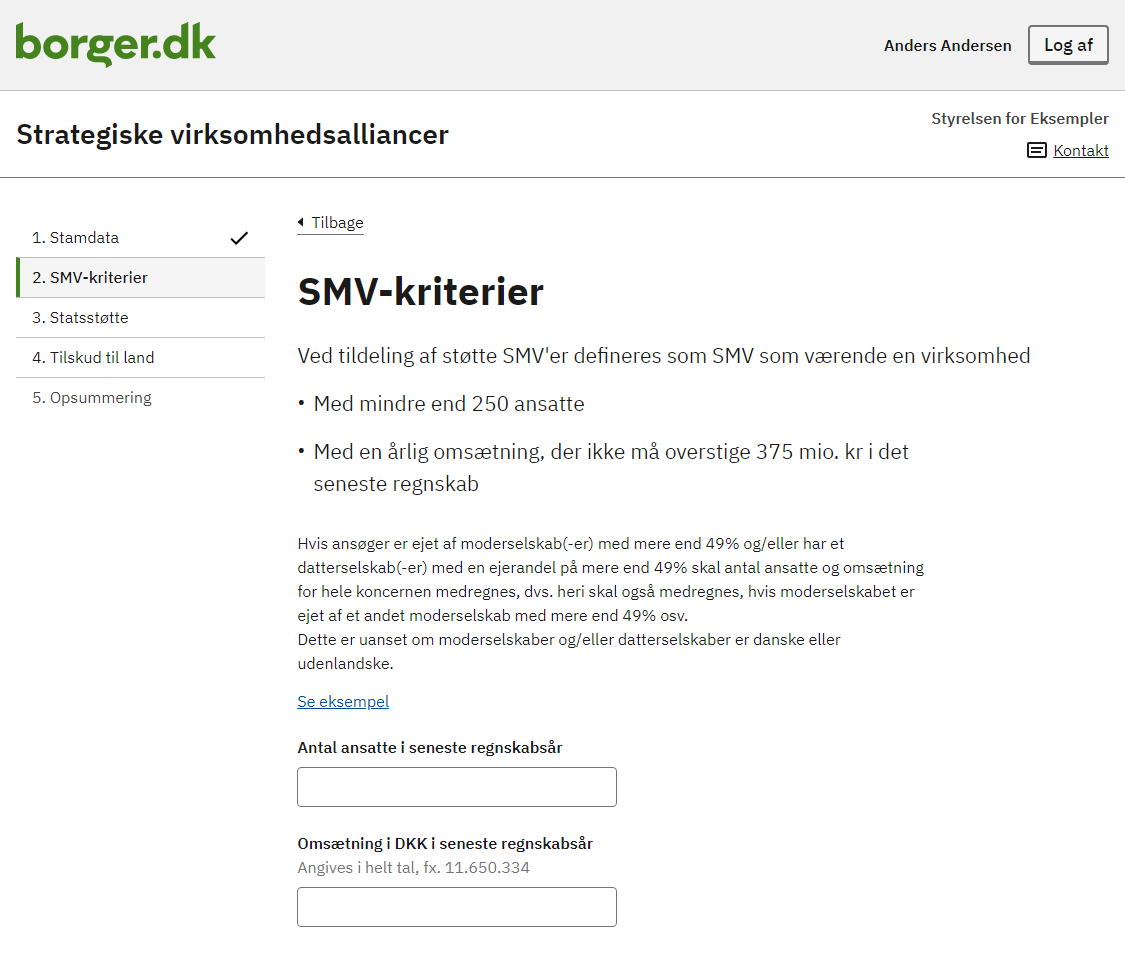 borger.dk
Anders Andersen
Log af
Strategiske virksomhedsalliancer
Styrelsen for Eksempler
Kontakt
1. Stamdata
2. SMV-kriterier
3. Statsstøtte
4. Tilskud til land
5. Opsummering
Tilbage
SMV-kriterier
Ved tildeling af støtte SMV'er defineres som SMV som værende en virksomhed
• Med mindre end 250 ansatte
• Med en årlig omsætning, der ikke må overstige 375 mio. kr i det
seneste regnskab
Hvis ansøger er ejet af moderselskab(-er) med mere end 49% og/eller har et
datterselskab(-er) med en ejerandel på mere end 49% skal antal ansatte og omsætning
for hele koncernen medregnes, dvs. heri skal også medregnes, hvis moderselskabet er
ejet af et andet moderselskab med mere end 49% osv.
Dette er uanset om moderselskaber og/eller datterselskaber er danske eller
udenlandske.
Se eksempel
Antal ansatte i seneste regnskabsår
Omsætning i DKK i seneste regnskabsår
Angives i helt tal, fx. 11.650.334